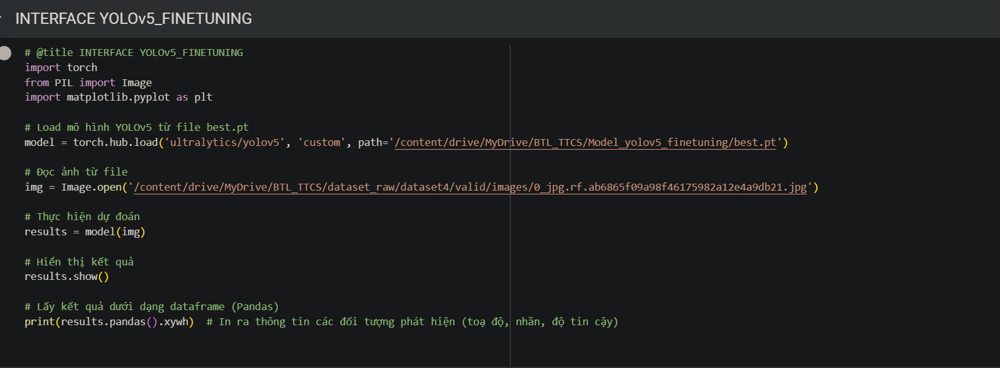 INTERFACE YOLOv5_FINETUNING
# @title INTERFACE YOLOv5_FINETUNING
import torch
from PIL import Image
import matplotlib.pyplot as plt
# Load mô hình YOLOv5 từ file best.pt
model = torch.hub.load('ultralytics/yolov5', 'custom', path='/content/drive/MyDrive/BTL_TTCS/Model_yolov5_finetuning/best.pt')
# Đọc ảnh từ file
img = Image.open('/content/drive/MyDrive/BTL_TTCS/dataset_raw/dataset4/valid/images/0_jpg.rf.ab6865f09a98f46175982a12e4a9db21.jpg')
# Thực hiện dự đoán
results = model(img)
# Hiển thị kết quả
results.show()
# Lấy kết quả dưới dạng dataframe (Pandas)
print(results.pandas().xywh)  # In ra thông tin các đối tượng phát hiện (toạ độ, nhãn, độ tin cậy)